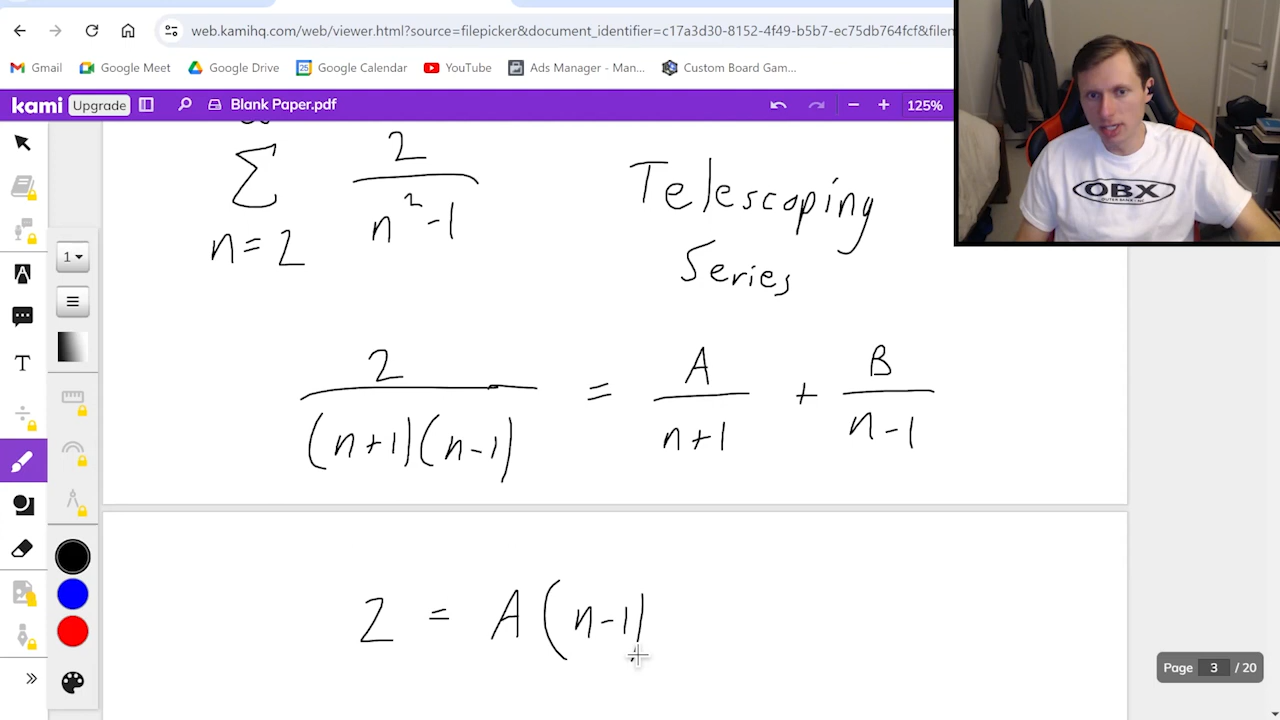 web.kamihq.com/web/viewer.html?source=filepicker&document_identifier=c17a3d30-8152-4f49-b5b7-ec75db764fcf&filen
Gmail Google Meet Google Drive 25 Google Calendar YouTube Ads Manager - Man... Custom Board Gam...
kami Upgrade Blank Paper.pdf 125%
OBX
∞
Σ 2 / n²-1
n=2
Telescoping
Series
1
T
2 / (n+1)(n-1) = A / n+1 + B / n-1
2 = A(n-1)
Page 3 / 20